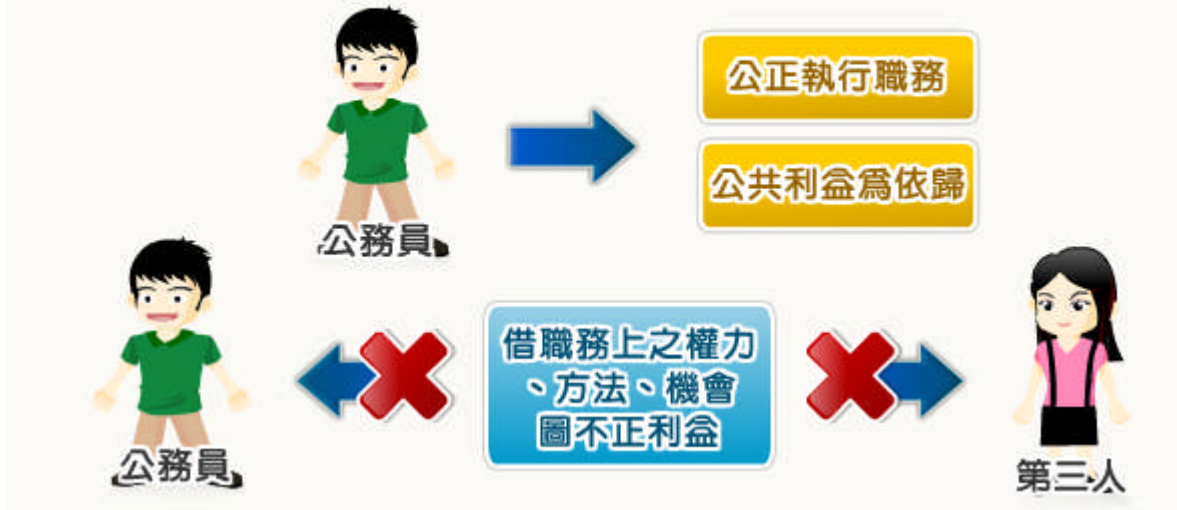 公正執行職務
公共利益為依歸
公務員
借職務上之權力
、方法、機會
圖不正利益
公務員
第三人